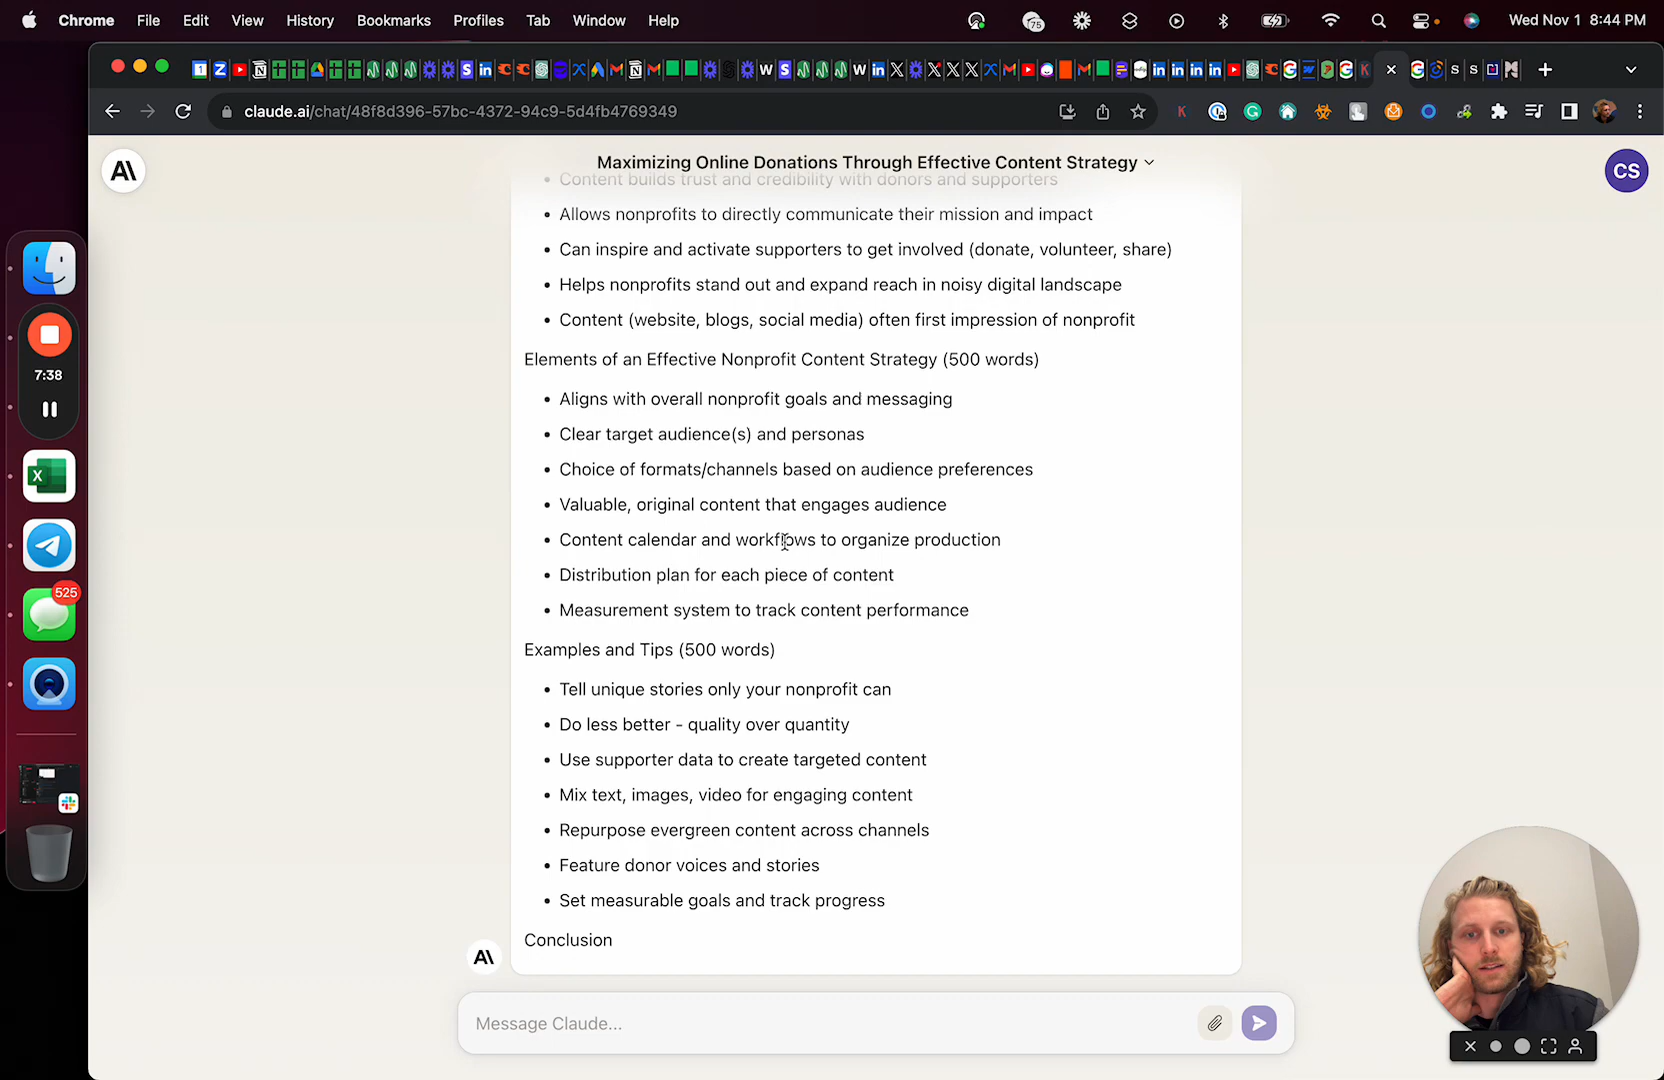 Chrome File Edit View History Bookmarks Profiles Tab Window Help 75 Wed Nov 1 8:44 PM
claude.ai/chat/48f8d396-57bc-4372-94c9-5d4fb4769349
Maximizing Online Donations Through Effective Content Strategy
CS
• Content builds trust and credibility with donors and supporters
• Allows nonprofits to directly communicate their mission and impact
• Can inspire and activate supporters to get involved (donate, volunteer, share)
• Helps nonprofits stand out and expand reach in noisy digital landscape
• Content (website, blogs, social media) often first impression of nonprofit
Elements of an Effective Nonprofit Content Strategy (500 words)
• Aligns with overall nonprofit goals and messaging
• Clear target audience(s) and personas
• Choice of formats/channels based on audience preferences
• Valuable, original content that engages audience
• Content calendar and workflows to organize production
• Distribution plan for each piece of content
• Measurement system to track content performance
Examples and Tips (500 words)
• Tell unique stories only your nonprofit can
• Do less better - quality over quantity
• Use supporter data to create targeted content
• Mix text, images, video for engaging content
• Repurpose evergreen content across channels
• Feature donor voices and stories
• Set measurable goals and track progress
Conclusion
Message Claude...
7:38
525